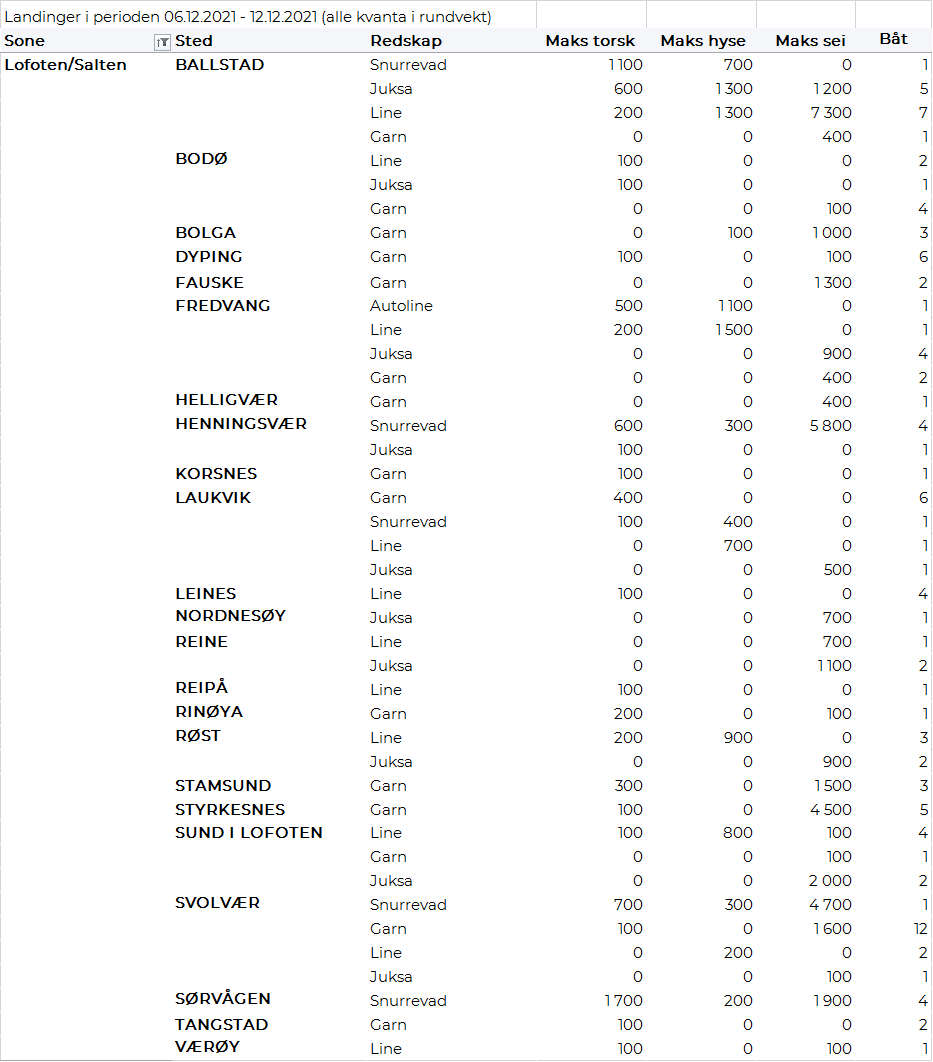 Landinger i perioden 06.12.2021 - 12.12.2021 (alle kvanta i rundvekt)
Sone Sted Redskap Maks torsk Maks hyse Maks sei Båt
Lofoten/Salten BALLSTAD Snurrevad 1 100 700 0 1
Juksa 600 1 300 1 200 5
Line 200 1 300 7 300 7
Garn 0 0 400 1
BODØ Line 100 0 0 2
Juksa 100 0 0 1
Garn 0 0 100 4
BOLGA Garn 0 100 1 000 3
DYPING Garn 100 0 100 6
FAUSKE Garn 0 0 1 300 2
FREDVANG Autoline 500 1 100 0 1
Line 200 1 500 0 1
Juksa 0 0 900 4
Garn 0 0 400 2
HELLIGVÆR Garn 0 0 400 1
HENNINGSVÆR Snurrevad 600 300 5 800 4
Juksa 100 0 0 1
KORSNES Garn 100 0 0 1
LAUKVIK Garn 400 0 0 6
Snurrevad 100 400 0 1
Line 0 700 0 1
Juksa 0 0 500 1
LEINES Line 100 0 0 4
NORDNESØY Juksa 0 0 700 1
REINE Line 0 0 700 1
Juksa 0 0 1 100 2
REIPÅ Line 100 0 0 1
RINØYA Garn 200 0 100 1
RØST Line 200 900 0 3
Juksa 0 0 900 2
STAMSUND Garn 300 0 1 500 3
STYRKESNES Garn 100 0 4 500 5
SUND I LOFOTEN Line 100 800 100 4
Garn 0 0 100 1
Juksa 0 0 2 000 2
SVOLVÆR Snurrevad 700 300 4 700 1
Garn 100 0 1 600 12
Line 0 200 0 2
Juksa 0 0 100 1
SØRVÅGEN Snurrevad 1 700 200 1 900 4
TANGSTAD Garn 100 0 0 2
VÆRØY Line 100 0 100 1